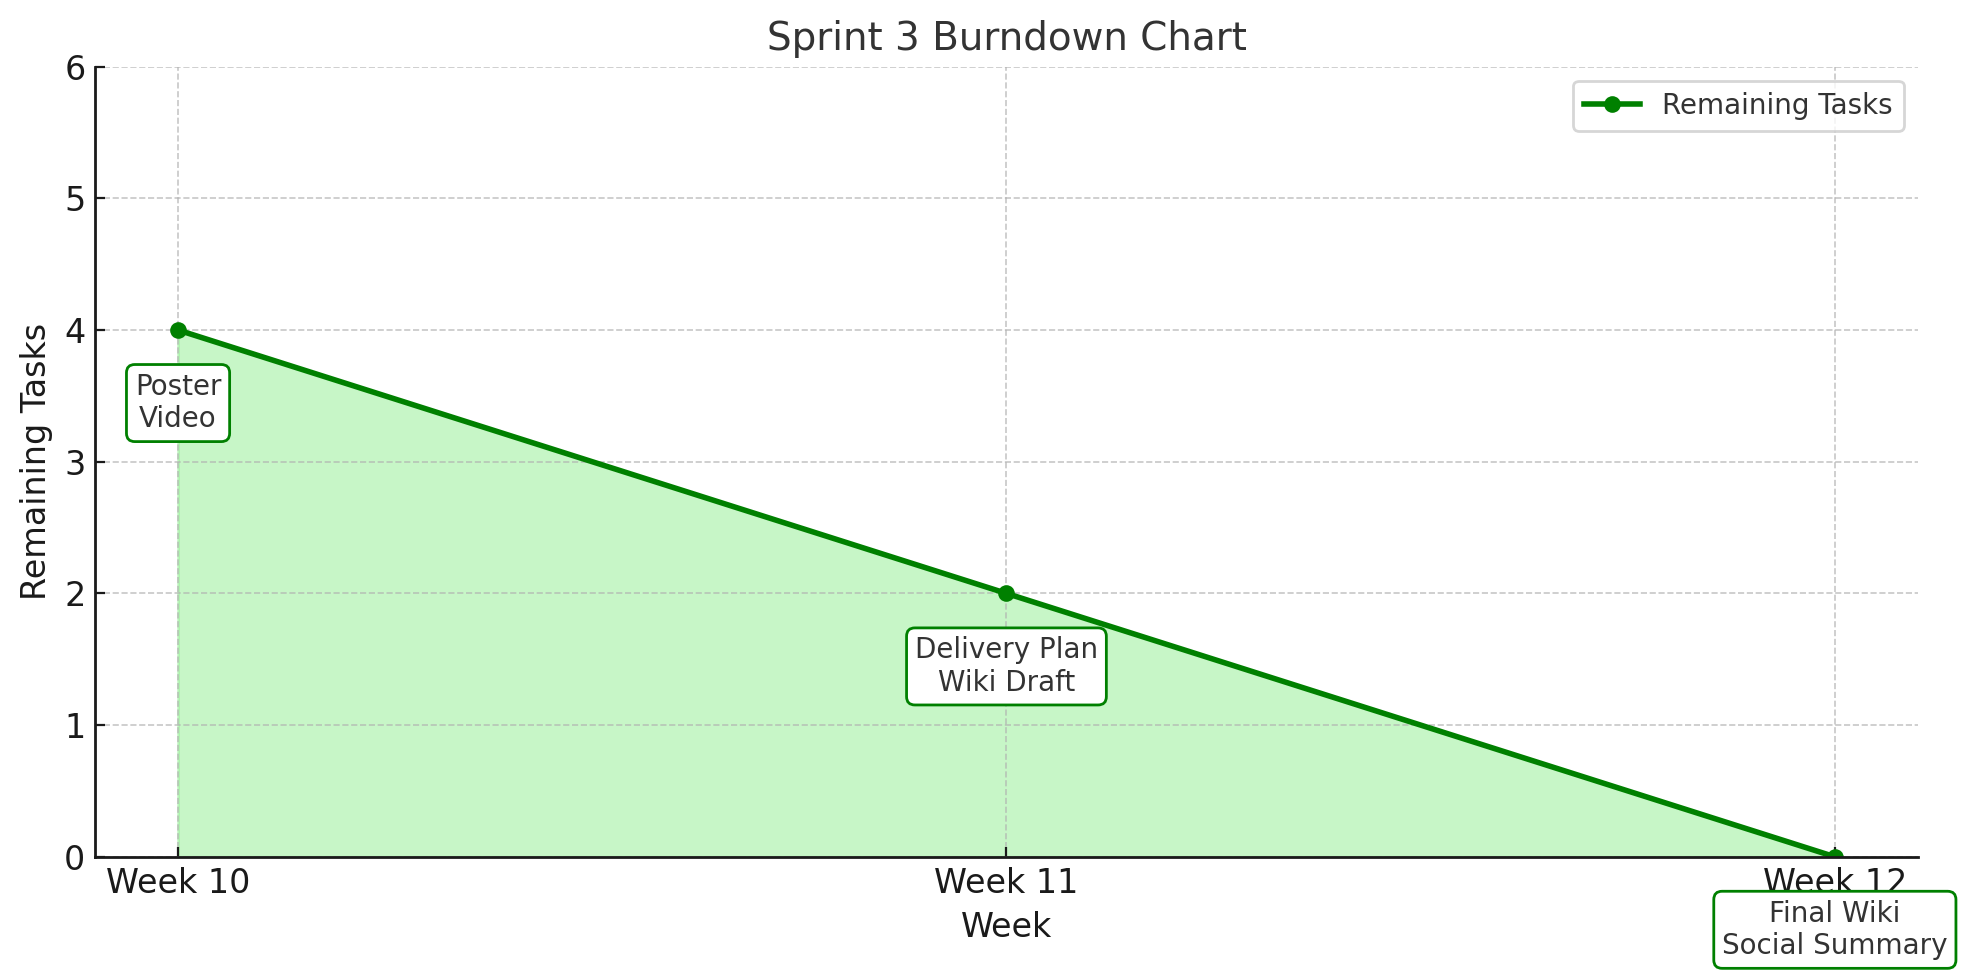 Sprint 3 Burndown Chart
6
5
4
3
2
1
0
Remaining Tasks
Remaining Tasks
Poster
Video
Delivery Plan
Wiki Draft
Week 10
Week 11
Week 12
Week
Final Wiki
Social Summary